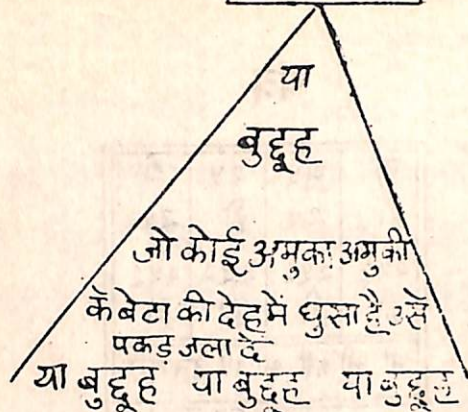 या
बुद्दूह
जो कोई अमुका अमुकी
के बेटा की देह में घुसा है उसे
पकड़ जला दे
या बुद्दूह या बुद्दूह या बुद्दूह